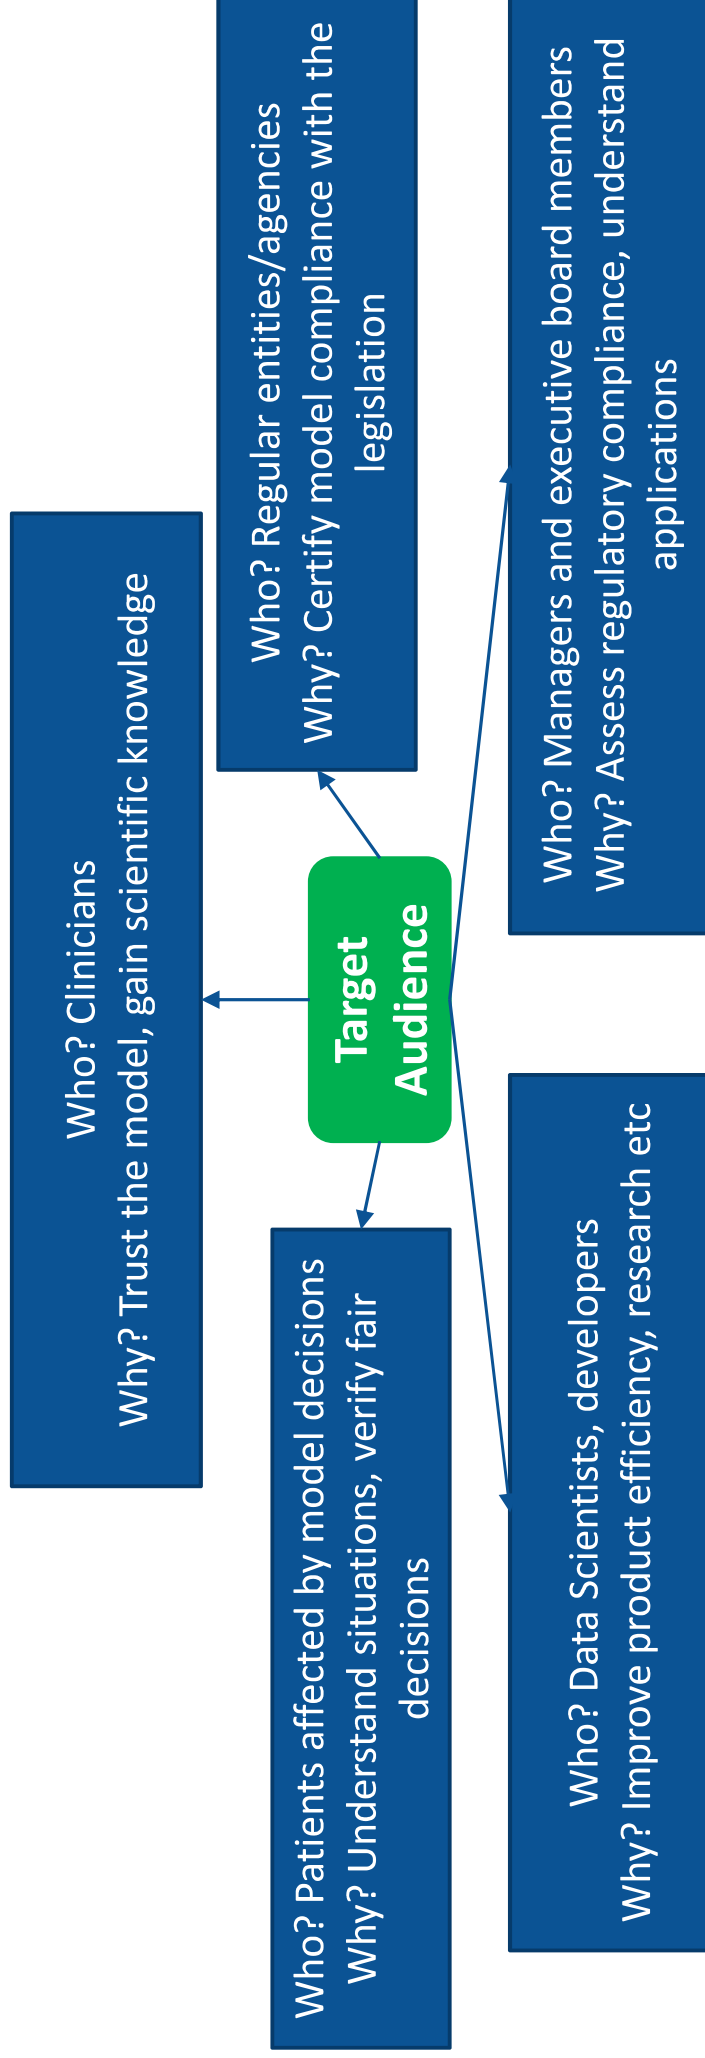 Who? Clinicians
Why? Trust the model, gain scientific knowledge
Who? Patients affected by model decisions
Why? Understand situations, verify fair
decisions
Target
Audience
Who? Regular entities/agencies
Why? Certify model compliance with the
legislation
Who? Data Scientists, developers
Why? Improve product efficiency, research etc
Who? Managers and executive board members
Why? Assess regulatory compliance, understand
applications